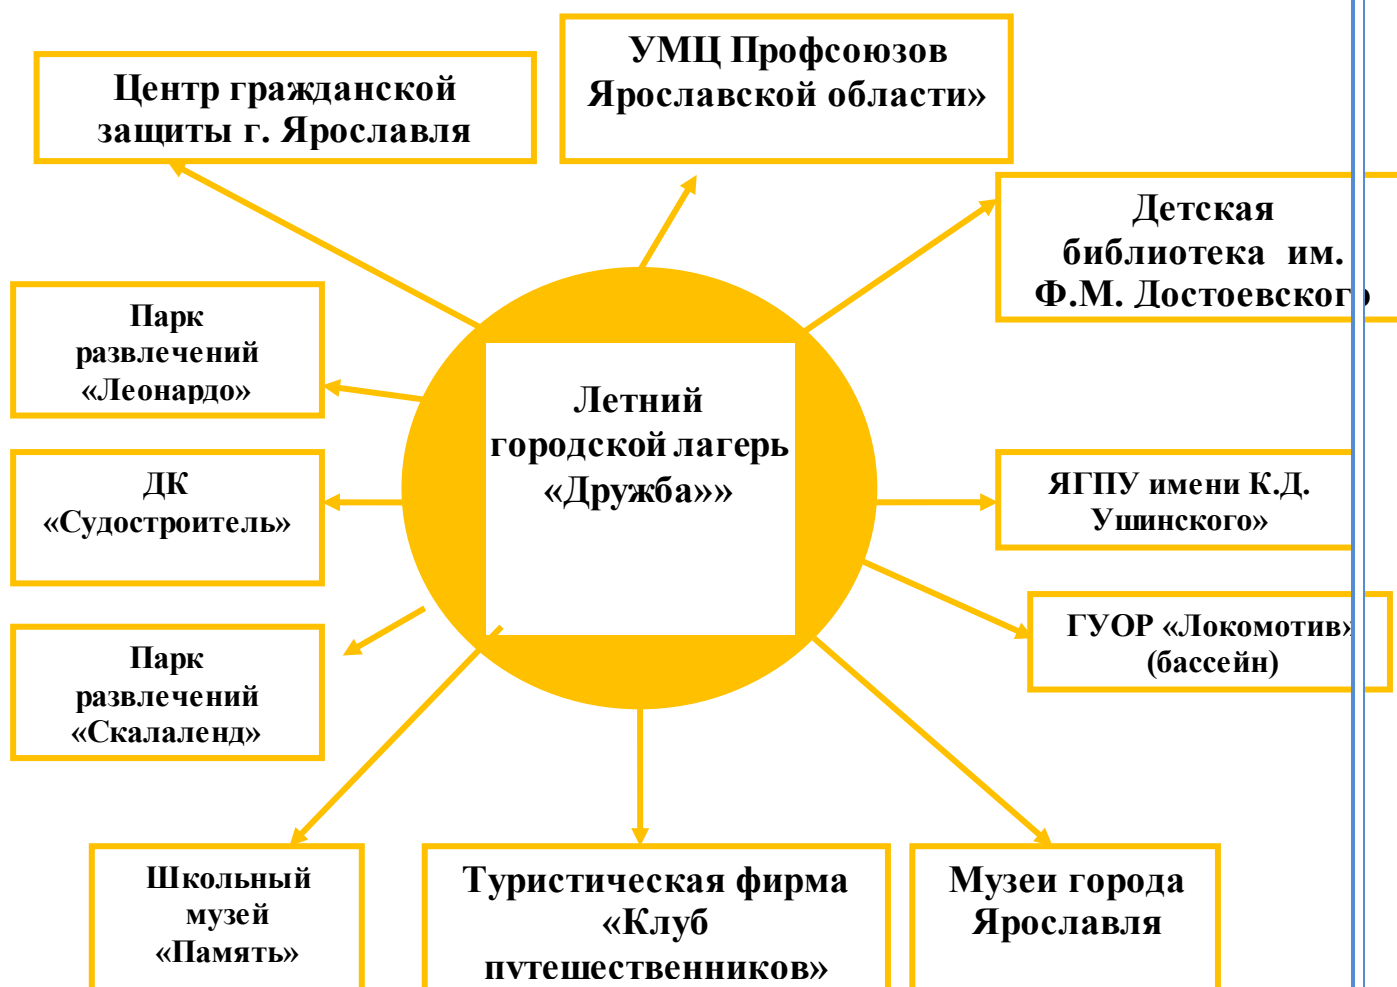 УМЦ Профсоюзов
Ярославской области»
Центр гражданской
защиты г. Ярославля
Детская
библиотека им.
Ф.М. Достоевского
Парк
развлечений
«Леонардо»
Летний
городской лагерь
«Дружба»»
ДК
«Судостроитель»
ЯГПУ имени К.Д.
Ушинского»
ГУОР «Локомотив»
(бассейн)
Парк
развлечений
«Скалаленд»
Школьный
музей
«Память»
Туристическая фирма
«Клуб
путешественников»
Музеи города
Ярославля